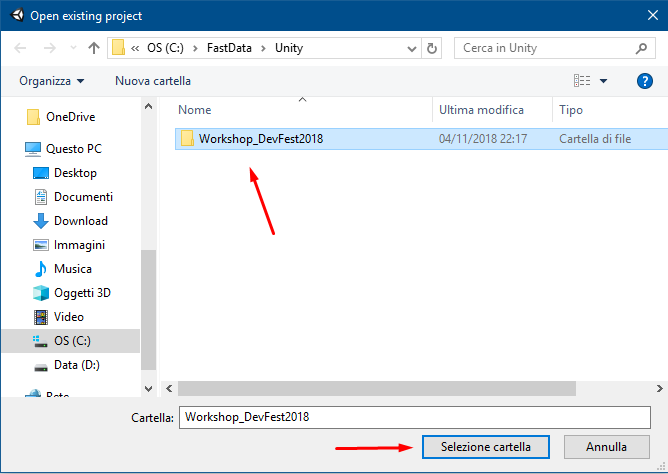 Open existing project
« OS (C:) › FastData › Unity
Cerca in Unity
Organizza
Nuova cartella
?
Nome
Ultima modifica
Tipo
OneDrive
Questo PC
Desktop
Documenti
Download
Immagini
Musica
Oggetti 3D
Video
OS (C:)
Data (D:)
Workshop_DevFest2018
04/11/2018 22:17
Cartella di file
Cartella:
Workshop_DevFest2018
Selezione cartella
Annulla